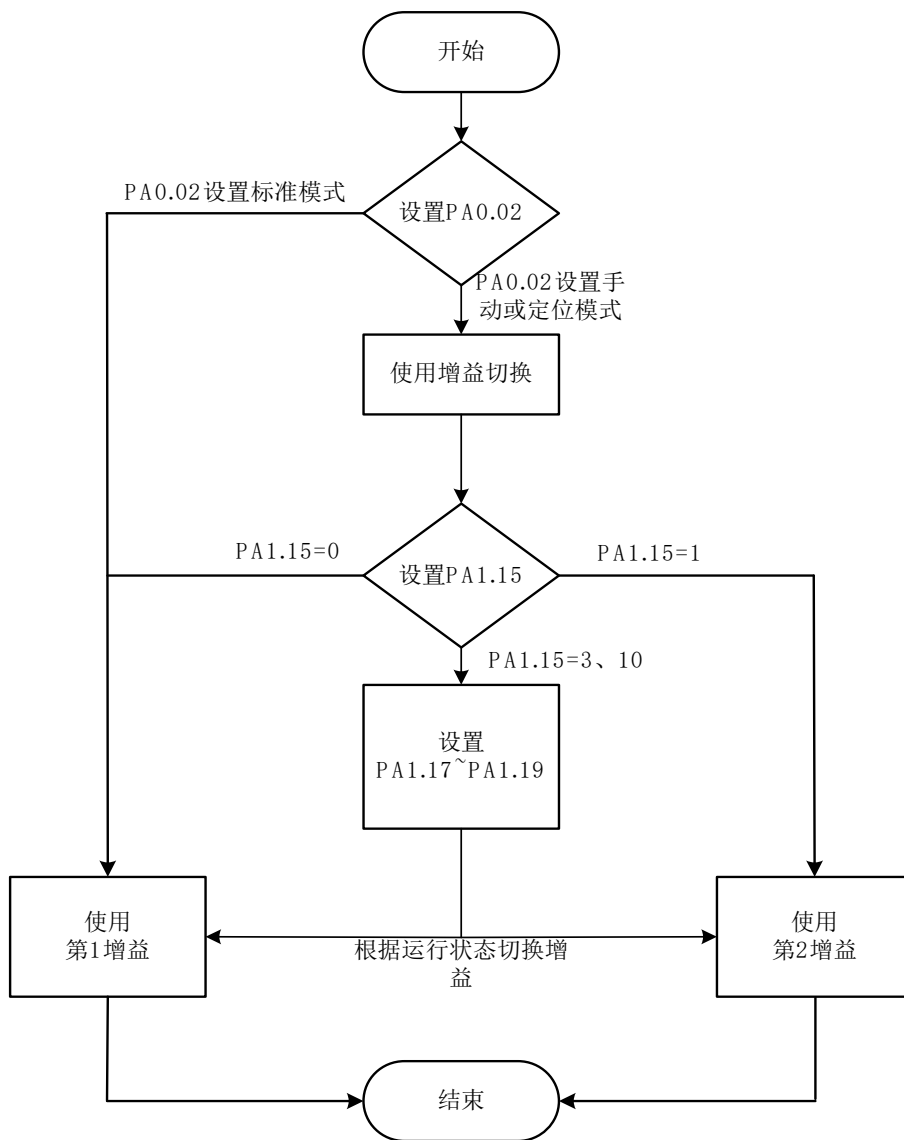 开始
PA0.02设置标准模式
设置PA0.02
PA0.02设置手
动或定位模式
使用增益切换
PA1.15=0
设置PA1.15
PA1.15=1
PA1.15=3、10
设置
PA1.17~PA1.19
使用
第1增益
根据运行状态切换增
益
使用
第2增益
结束